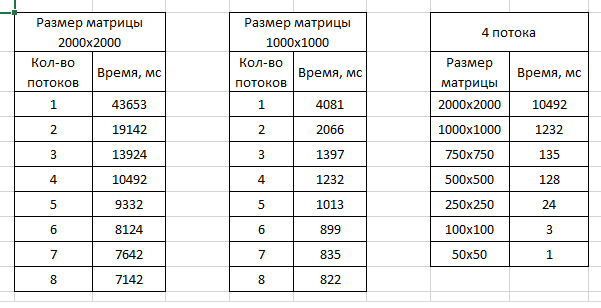 Размер матрицы
2000x2000
Кол-во
потоков
Время, мс
1 43653
2 19142
3 13924
4 10492
5 9332
6 8124
7 7642
8 7142
Размер матрицы
1000x1000
Кол-во
потоков
Время, мс
1 4081
2 2066
3 1397
4 1232
5 1013
6 899
7 835
8 822
4 потока
Размер
матрицы
Время, мс
2000x2000 10492
1000x1000 1232
750x750 135
500x500 128
250x250 24
100x100 3
50x50 1